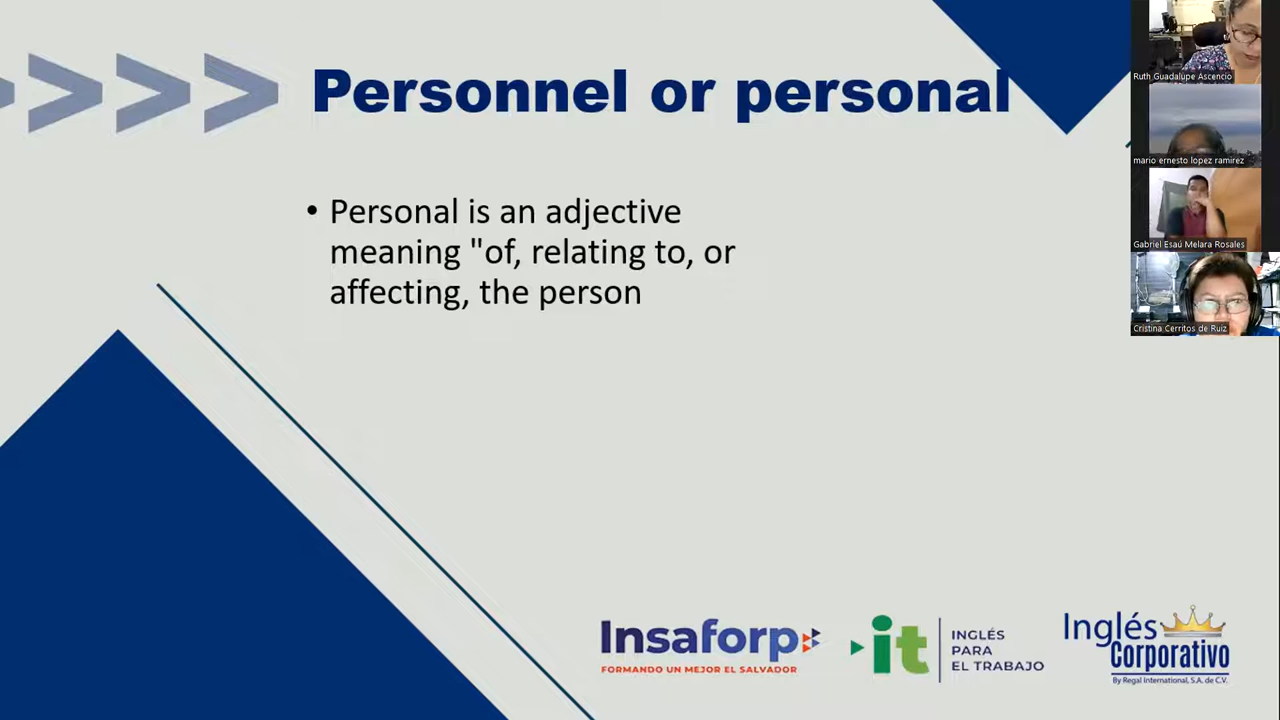 Personnel or personal
• Personal is an adjective
meaning "of, relating to, or
affecting, the person
Ruth Guadalupe Ascencio
mario ernesto lopez ramirez
Gabriel Esaú Melara Rosales
Cristina Cerritos de Ruiz
Insaforp
FORMANDO UN MEJOR EL SALVADOR
it
INGLÉS
PARA
EL TRABAJO
Inglés
Corporativo
By Regal International, S.A. de C.V.